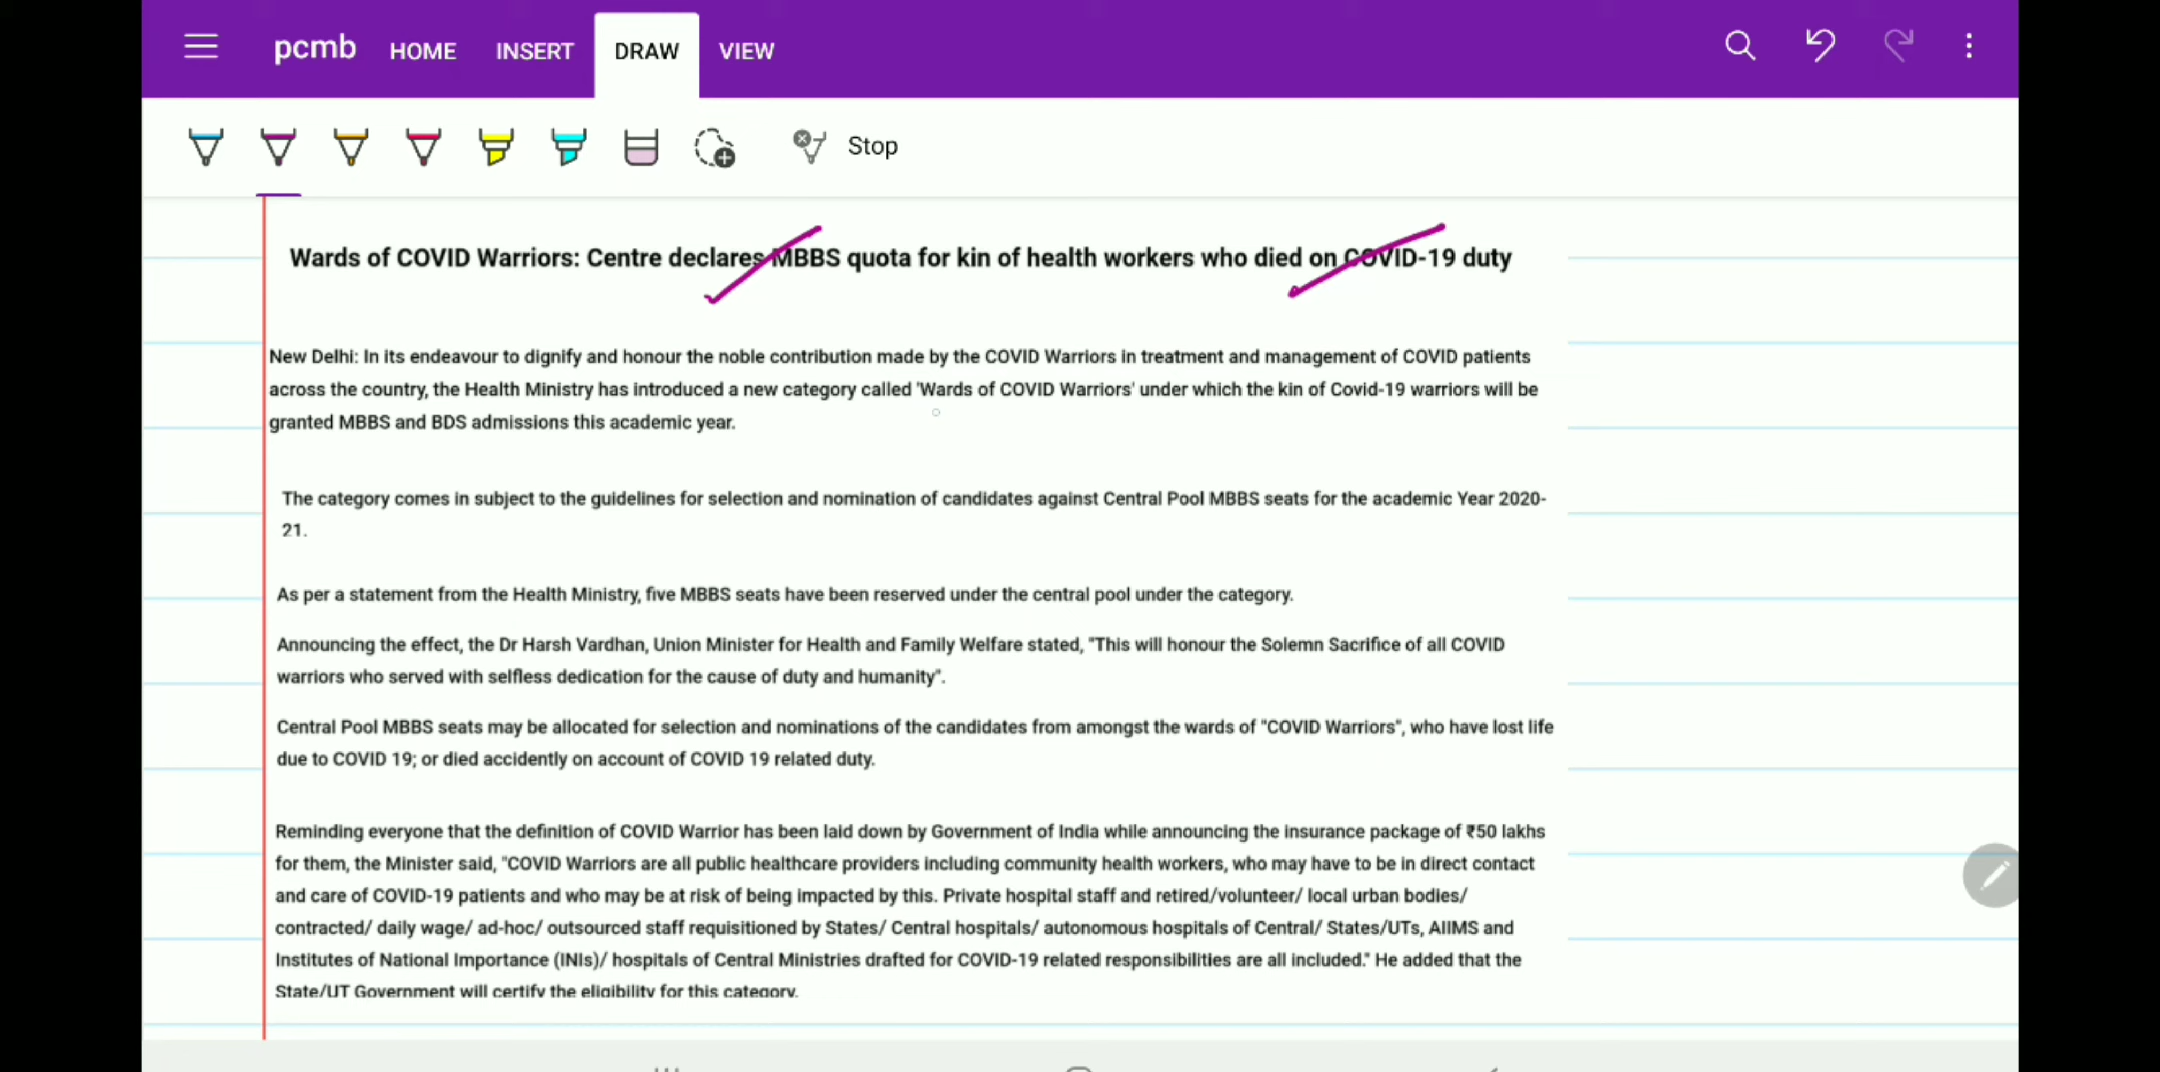 pcmb HOME INSERT DRAW VIEW
Stop
Wards of COVID Warriors: Centre declares MBBS quota for kin of health workers who died on COVID-19 duty
New Delhi: In its endeavour to dignify and honour the noble contribution made by the COVID Warriors in treatment and management of COVID patients
across the country, the Health Ministry has introduced a new category called 'Wards of COVID Warriors' under which the kin of Covid-19 warriors will be
granted MBBS and BDS admissions this academic year.
The category comes in subject to the guidelines for selection and nomination of candidates against Central Pool MBBS seats for the academic Year 2020-
21.
As per a statement from the Health Ministry, five MBBS seats have been reserved under the central pool under the category.
Announcing the effect, the Dr Harsh Vardhan, Union Minister for Health and Family Welfare stated, "This will honour the Solemn Sacrifice of all COVID
warriors who served with selfless dedication for the cause of duty and humanity".
Central Pool MBBS seats may be allocated for selection and nominations of the candidates from amongst the wards of "COVID Warriors", who have lost life
due to COVID 19; or died accidently on account of COVID 19 related duty.
Reminding everyone that the definition of COVID Warrior has been laid down by Government of India while announcing the insurance package of ₹50 lakhs
for them, the Minister said, "COVID Warriors are all public healthcare providers including community health workers, who may have to be in direct contact
and care of COVID-19 patients and who may be at risk of being impacted by this. Private hospital staff and retired/volunteer/ local urban bodies/
contracted/ daily wage/ ad-hoc/ outsourced staff requisitioned by States/ Central hospitals/ autonomous hospitals of Central/ States/UTs, AIIMS and
Institutes of National Importance (INIs)/ hospitals of Central Ministries drafted for COVID-19 related responsibilities are all included." He added that the
State/UT Government will certify the eligibility for this category.